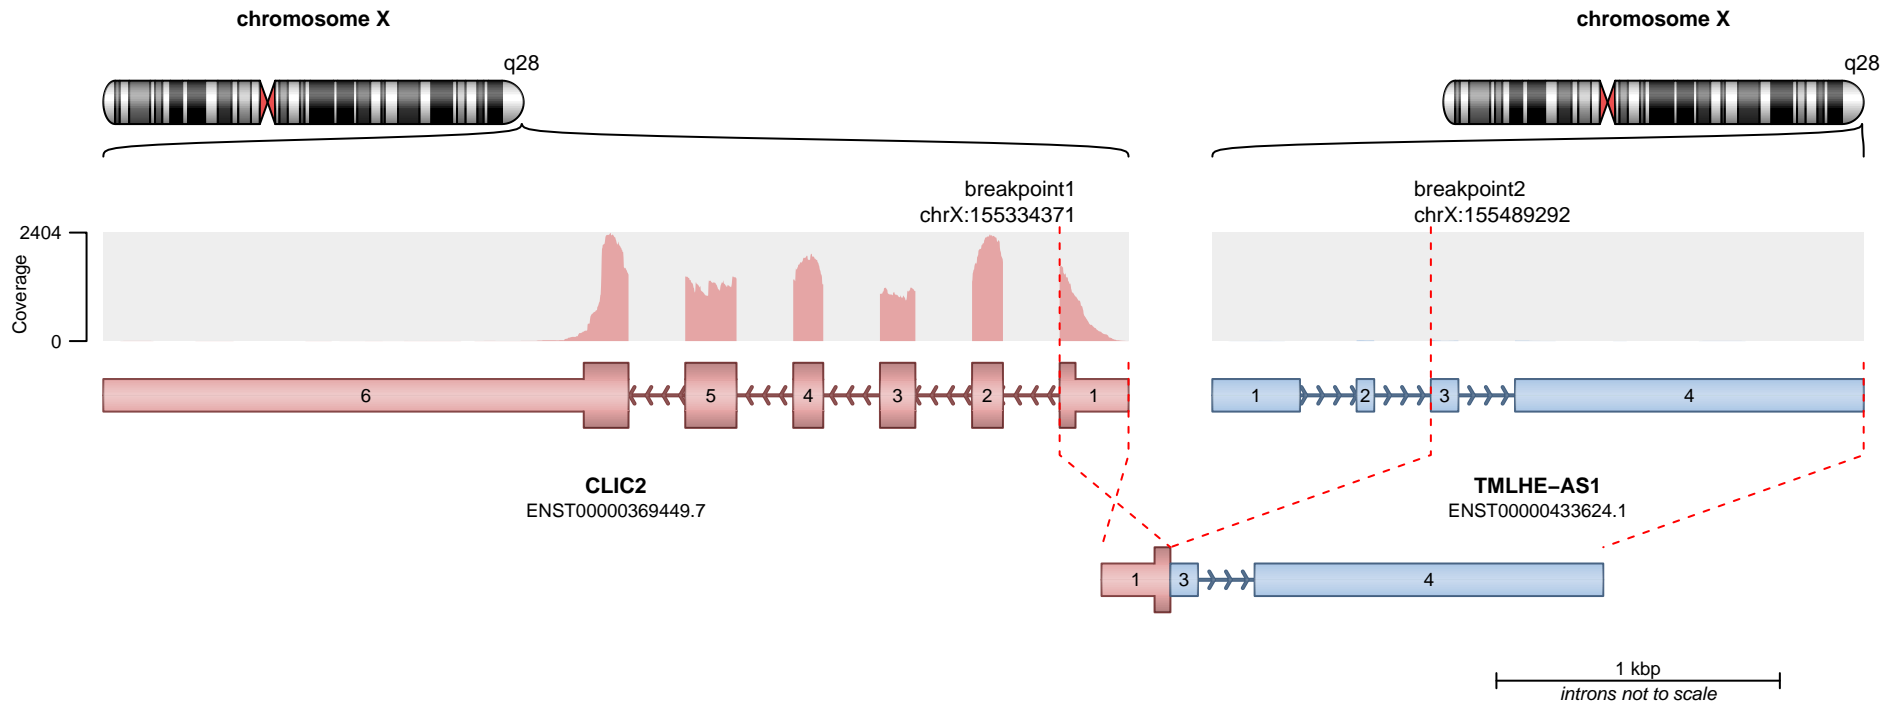 chromosome X
chromosome X
q28
q28
breakpoint1
chrX:155334371
breakpoint2
chrX:155489292
2404
Coverage
0
6
5
4
3
2
1
1
2
3
4
CLIC2
ENST00000369449.7
TMLHE−AS1
ENST00000433624.1
1
3
4
1 kbp
introns not to scale